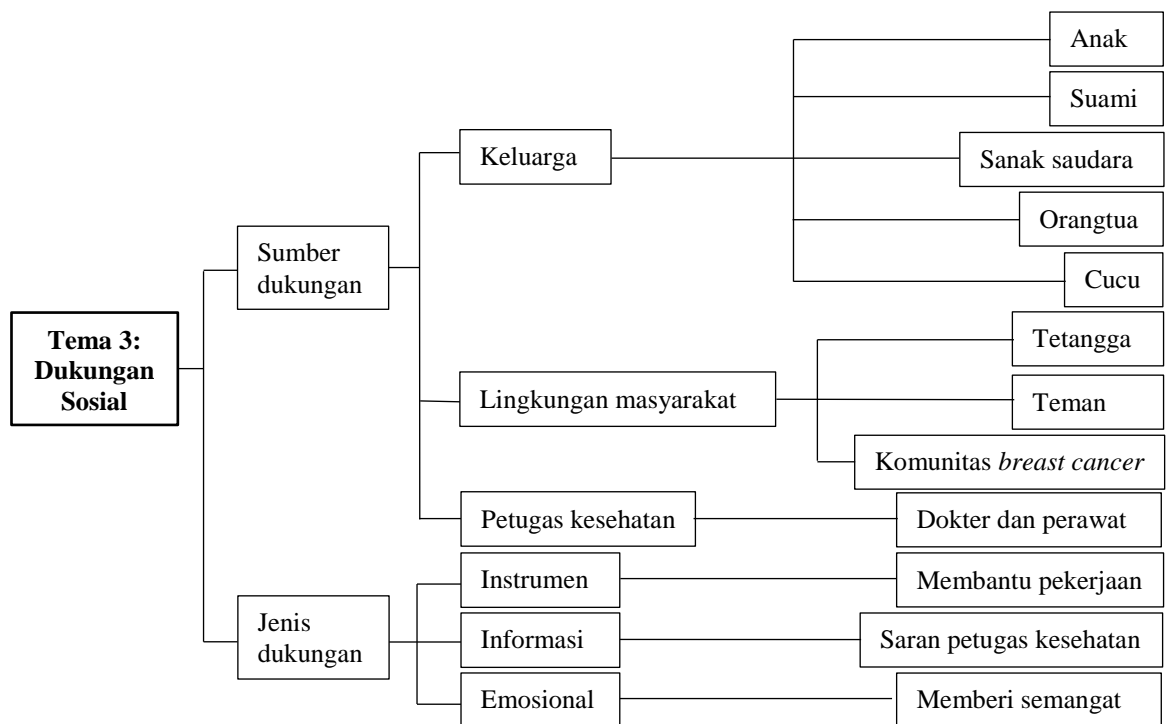 Tema 3:
Dukungan
Sosial
Sumber
dukungan
Keluarga
Anak
Suami
Sanak saudara
Orangtua
Cucu
Lingkungan masyarakat
Tetangga
Teman
Komunitas breast cancer
Petugas kesehatan
Dokter dan perawat
Jenis
dukungan
Instrumen
Membantu pekerjaan
Informasi
Saran petugas kesehatan
Emosional
Memberi semangat